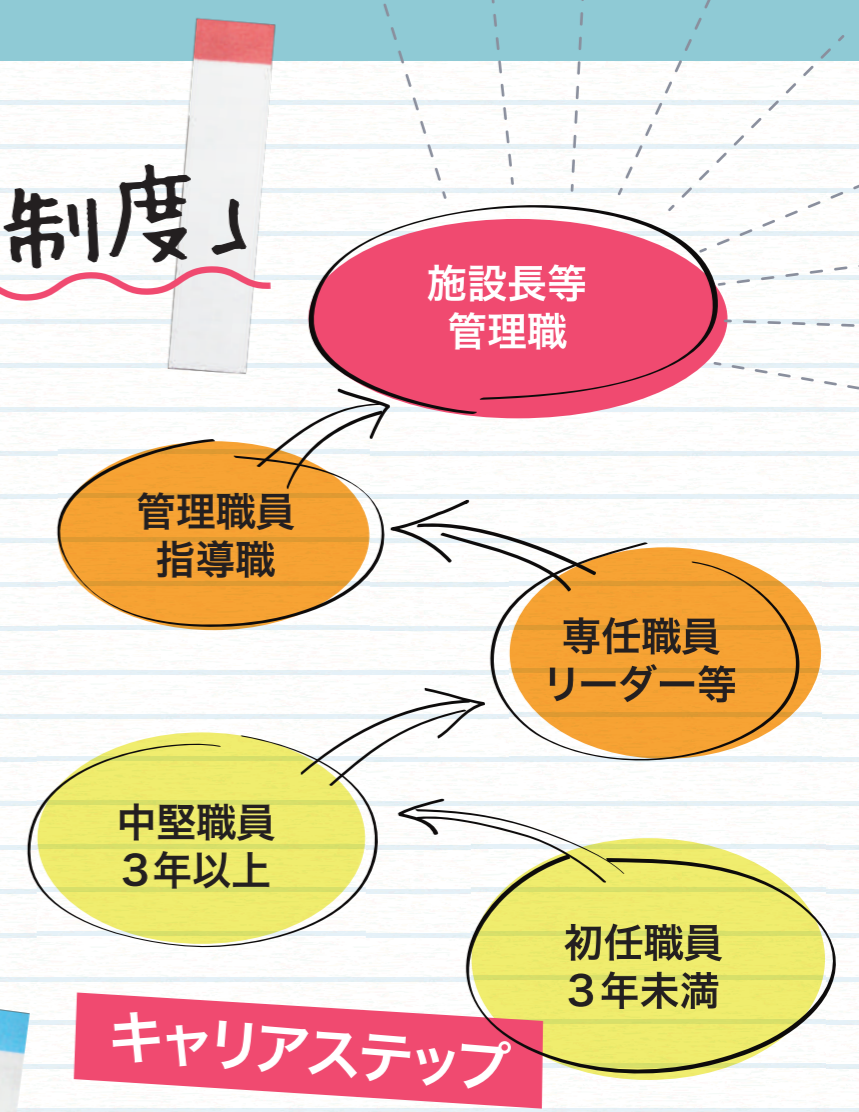 制度」
施設長等
管理職
管理職員
指導職
専任職員
リーダー等
中堅職員
3年以上
初任職員
3年未満
キャリアステップ